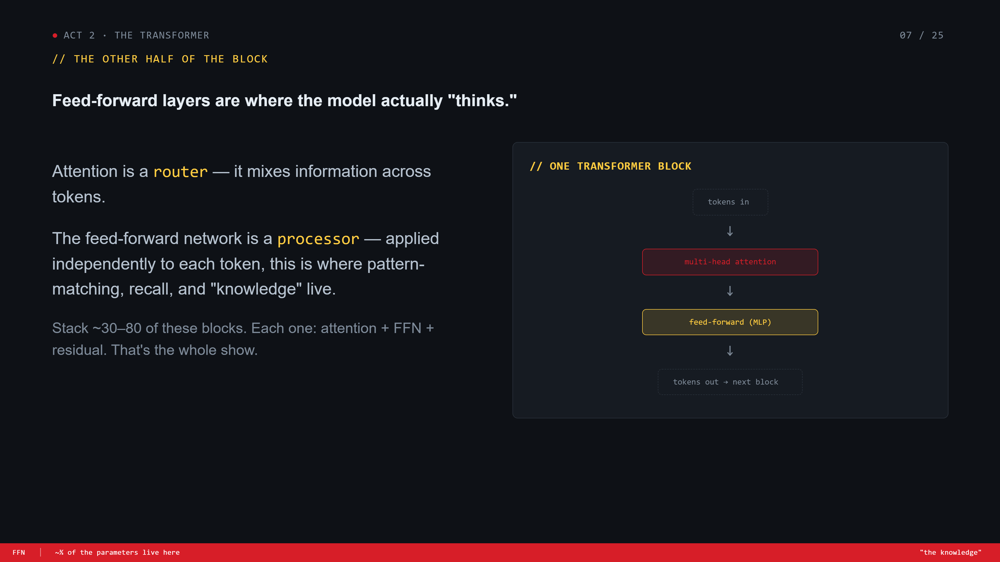 ACT 2 · THE TRANSFORMER
07 / 25
// THE OTHER HALF OF THE BLOCK
Feed-forward layers are where the model actually "thinks."
Attention is a router — it mixes information across
tokens.
The feed-forward network is a processor — applied
independently to each token, this is where pattern-
matching, recall, and "knowledge" live.
Stack ~30–80 of these blocks. Each one: attention + FFN +
residual. That's the whole show.
// ONE TRANSFORMER BLOCK
tokens in
↓
multi-head attention
↓
feed-forward (MLP)
↓
tokens out → next block
FFN
~⅔ of the parameters live here
"the knowledge"